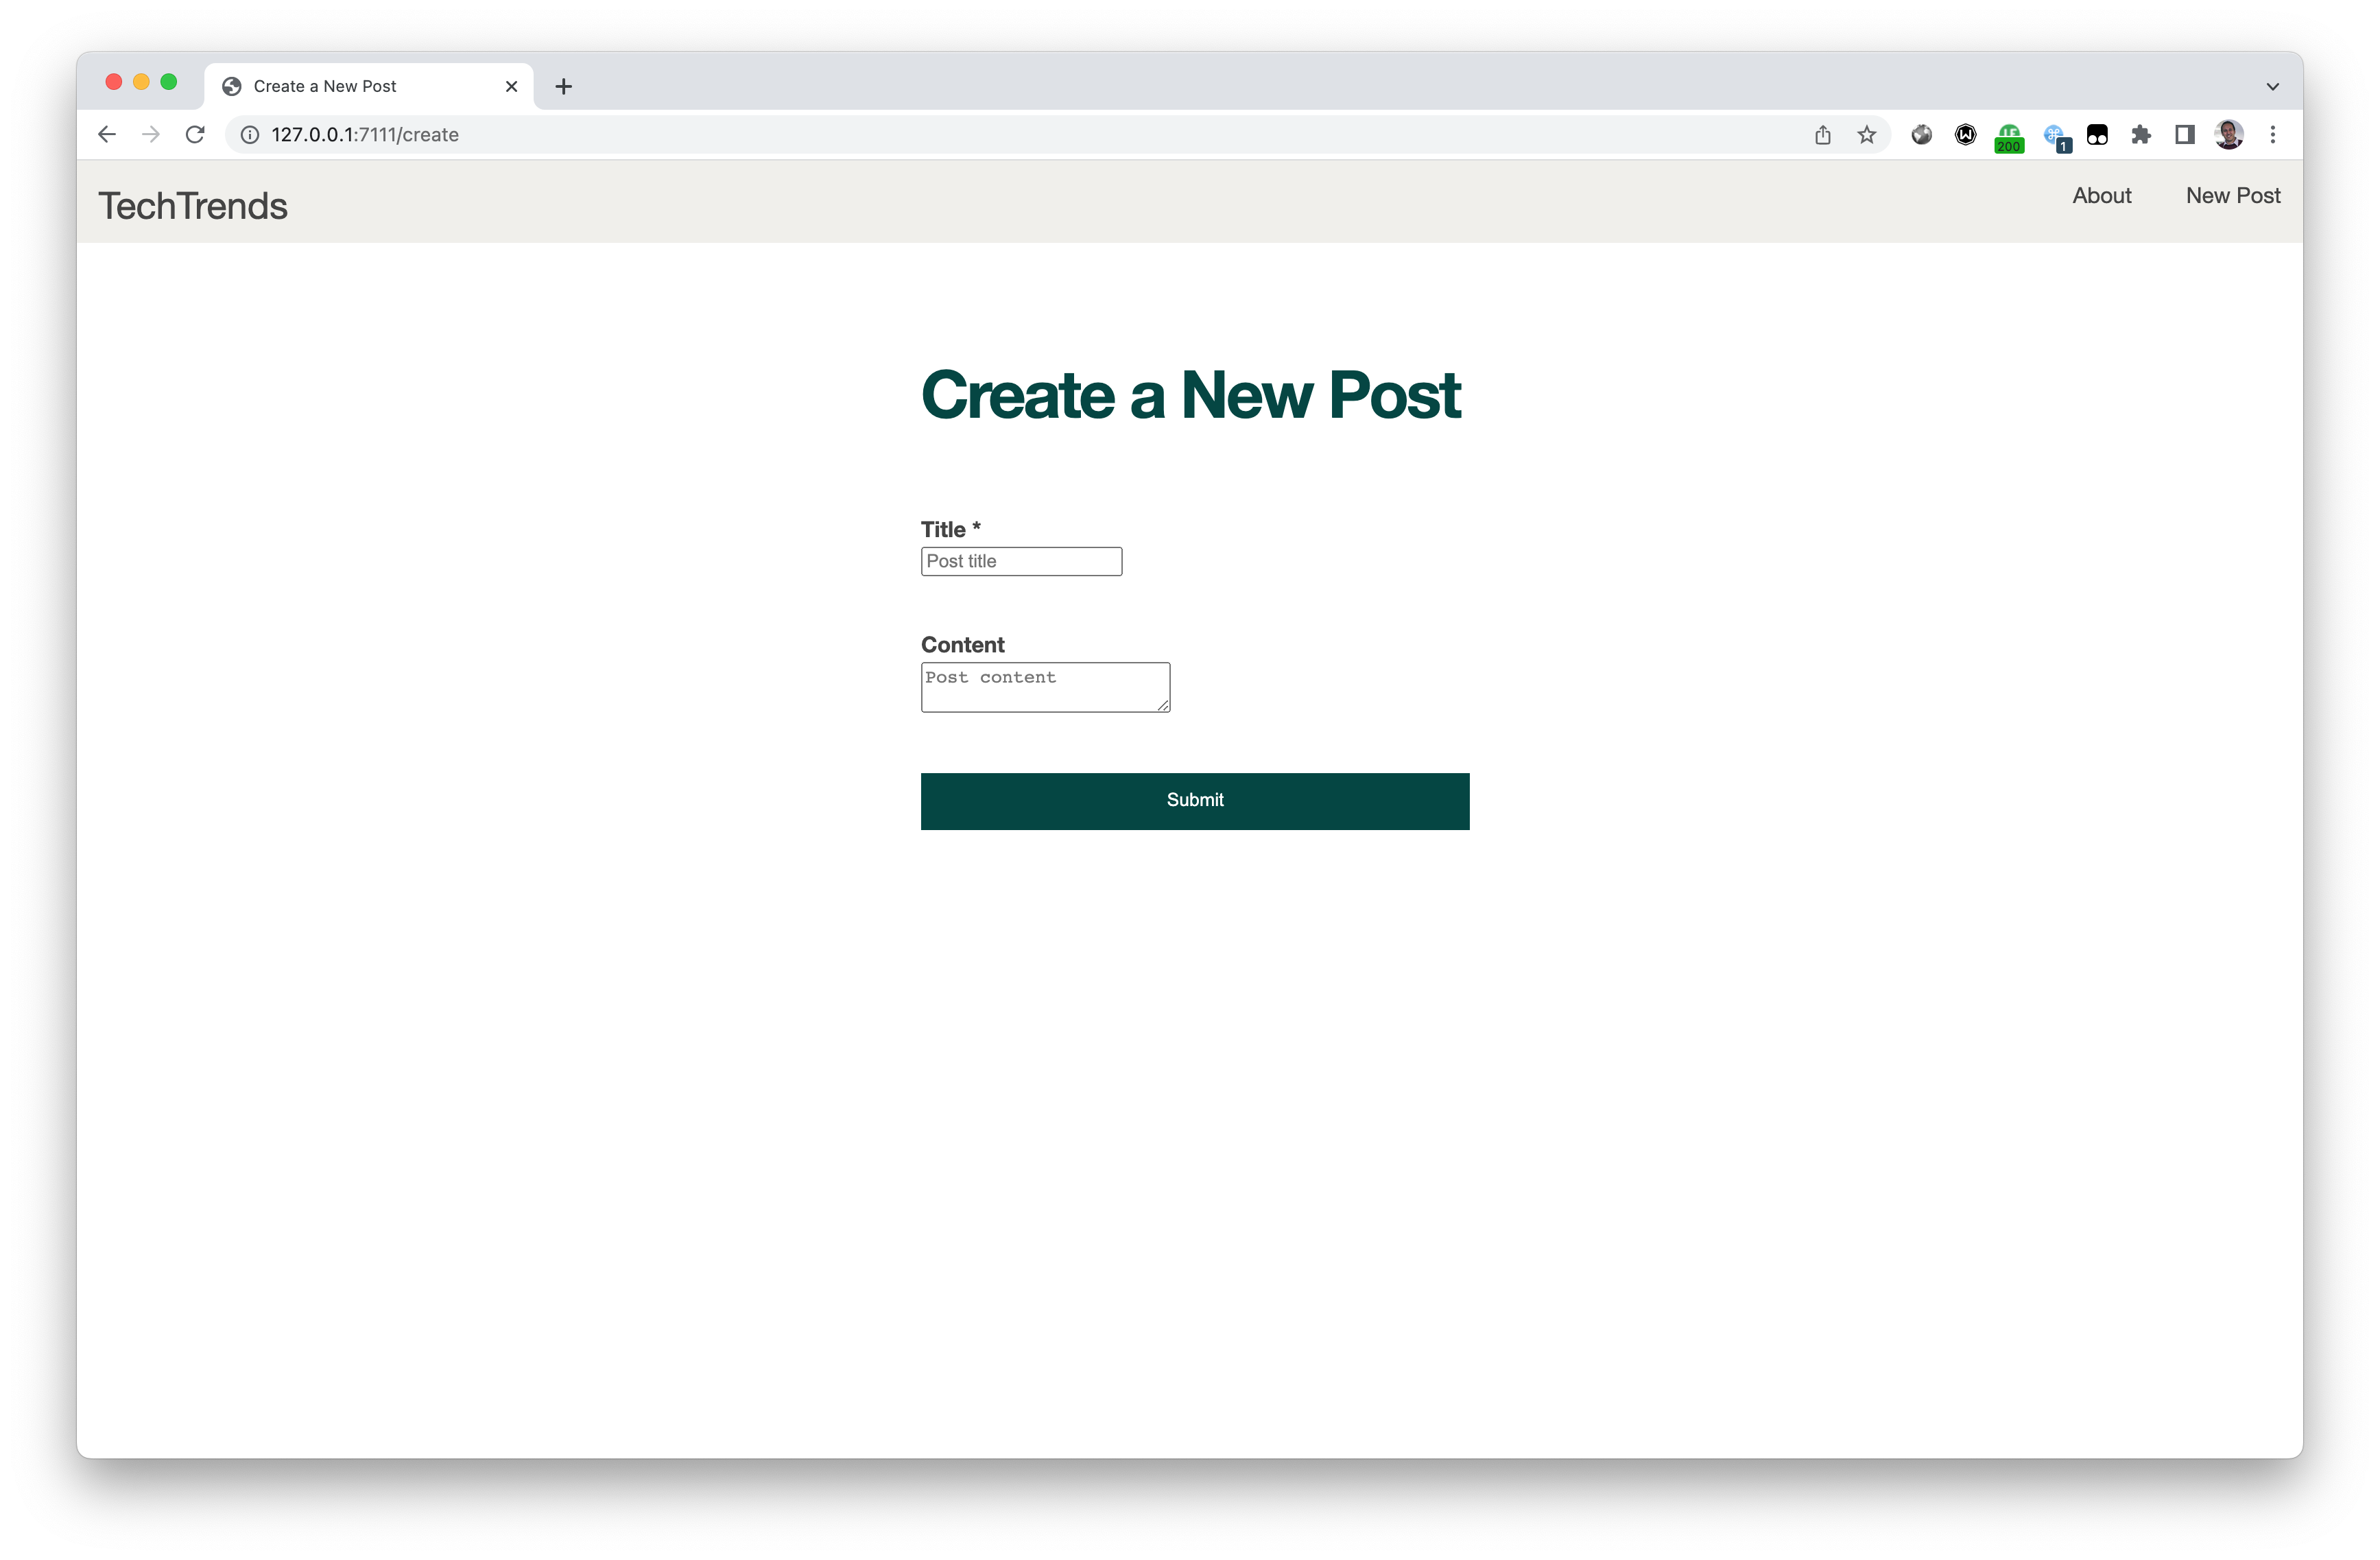 Create a New Post
127.0.0.1:7111/create
LF
200
1
TechTrends
About
New Post
Create a New Post
Title *
Post title
Content
Post content
Submit